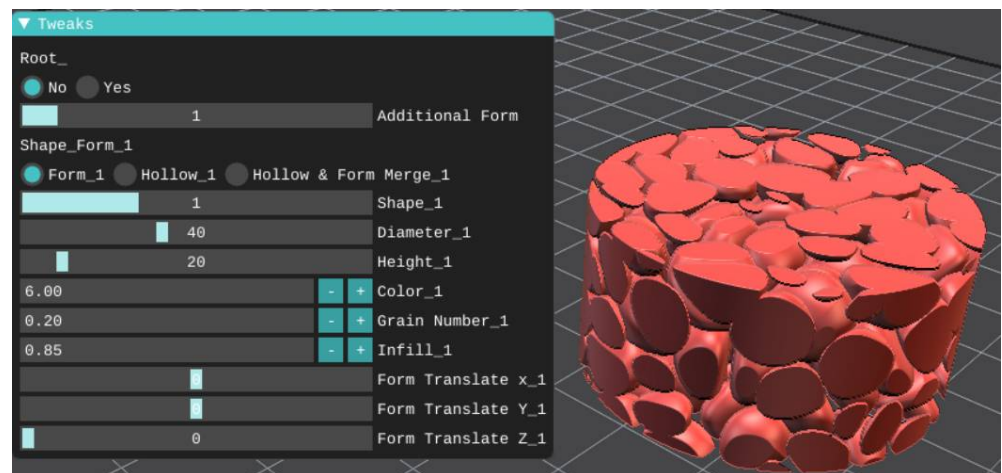 Tweaks
Root_
No Yes
1 Additional Form
Shape_Form_1
Form_1 Hollow_1 Hollow & Form Merge_1
1 Shape_1
40 Diameter_1
20 Height_1
6.00 - + Color_1
0.20 - + Grain Number_1
0.85 - + Infill_1
0 Form Translate x_1
0 Form Translate Y_1
0 Form Translate Z_1